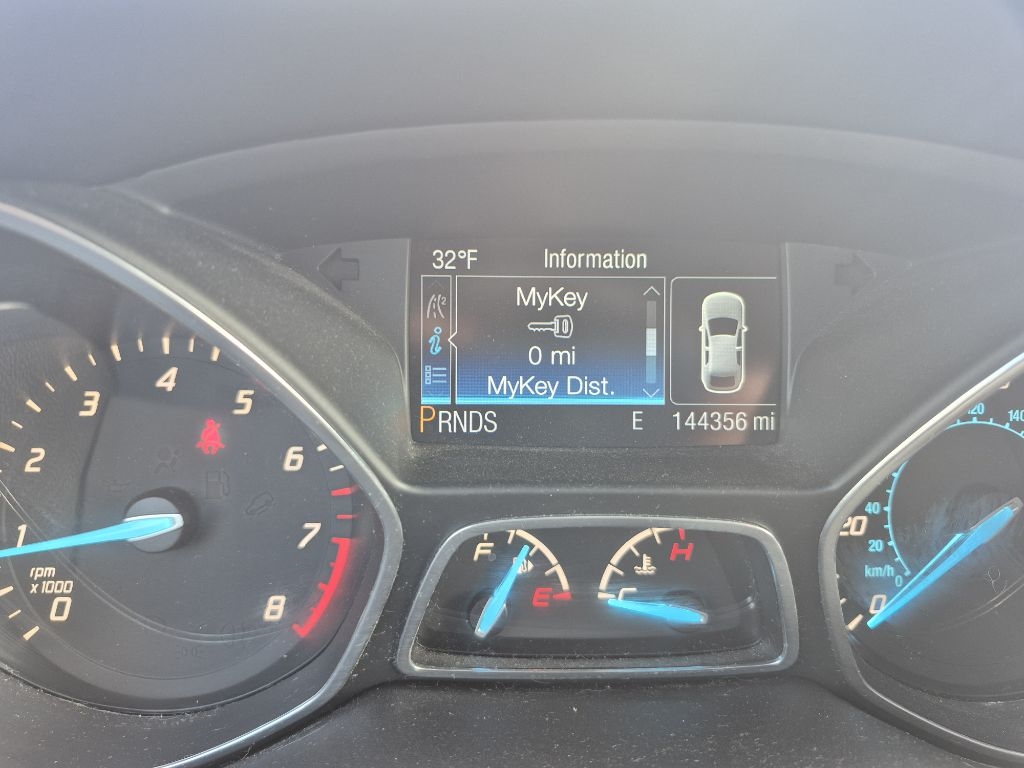 32°F Information
MyKey
0 mi
MyKey Dist.
PRNDS E 144356 mi
0 1 2 3 4 5 6 7 8
rpm
x1000
F E
C H
0 20
km/h 0 20 40 120 140